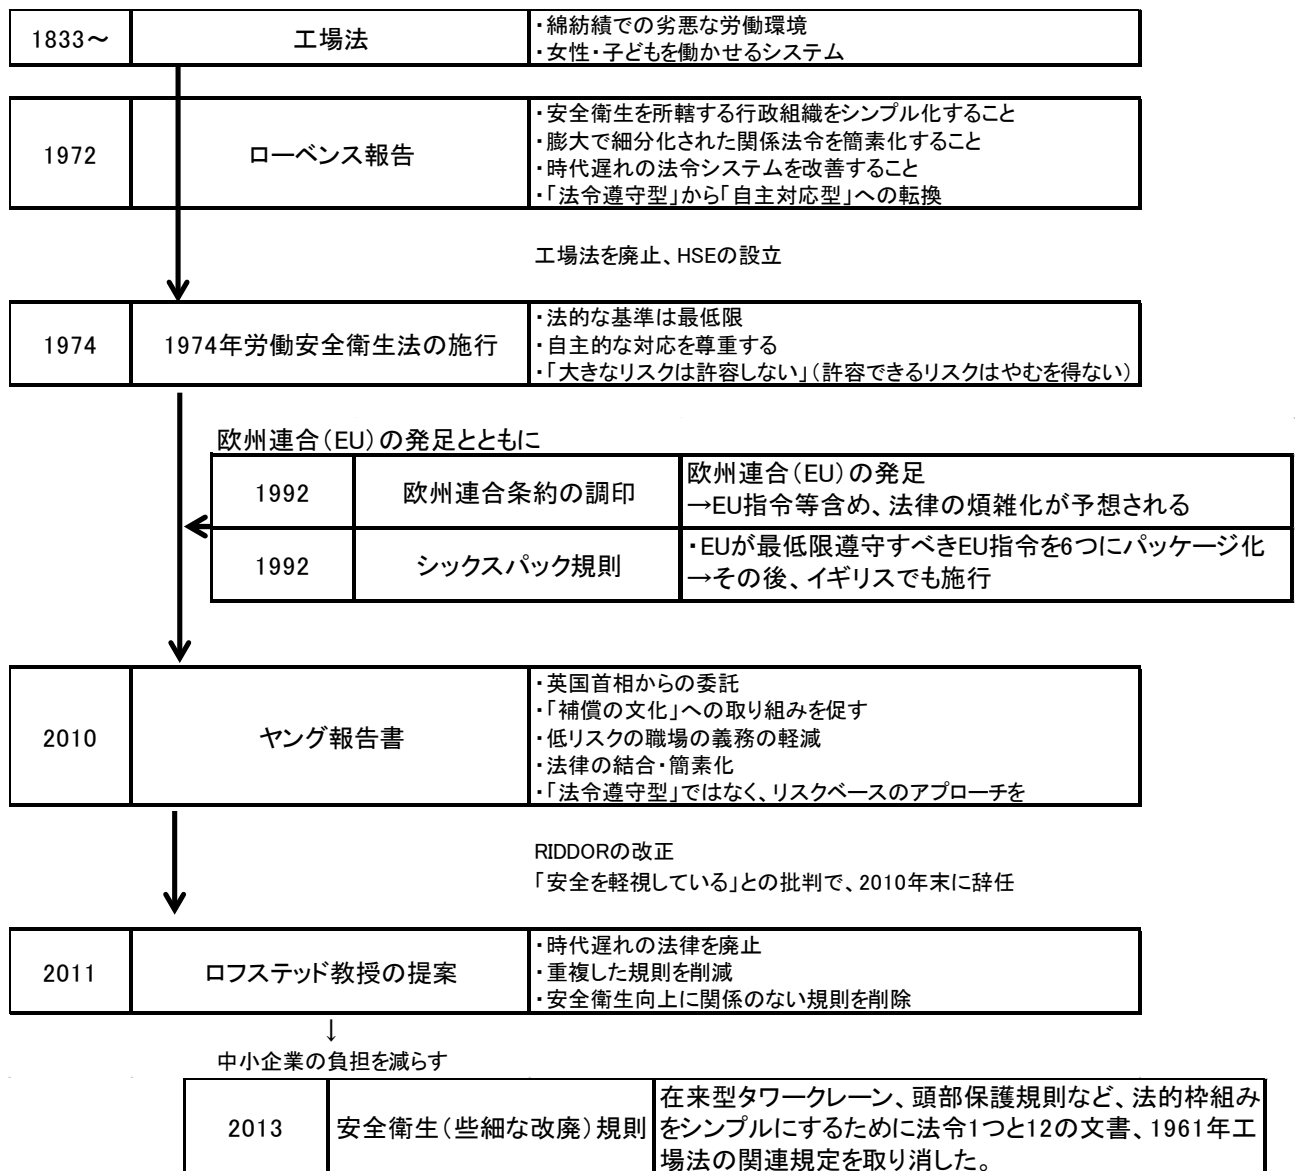 1833～ 工場法 ・綿紡績での劣悪な労働環境
・女性・子どもを働かせるシステム
1972 ローベンス報告 ・安全衛生を所轄する行政組織をシンプル化すること
・膨大で細分化された関係法令を簡素化すること
・時代遅れの法令システムを改善すること
・「法令遵守型」から「自主対応型」への転換
工場法を廃止、HSEの設立
1974 1974年労働安全衛生法の施行 ・法的な基準は最低限
・自主的な対応を尊重する
・「大きなリスクは許容しない」（許容できるリスクはやむを得ない）
欧州連合（EU）の発足とともに
1992 欧州連合条約の調印 欧州連合（EU）の発足
→EU指令等含め、法律の煩雑化が予想される
1992 シックスパック規則 ・EUが最低限遵守すべきEU指令を6つにパッケージ化
→その後、イギリスでも施行
2010 ヤング報告書 ・英国首相からの委託
・「補償の文化」への取り組みを促す
・低リスクの職場の義務の軽減
・法律の結合・簡素化
・「法令遵守型」ではなく、リスクベースのアプローチを
RIDDORの改正
「安全を軽視している」との批判で、2010年末に辞任
2011 ロフステッド教授の提案 ・時代遅れの法律を廃止
・重複した規則を削減
・安全衛生向上に関係のない規則を削除
↓
中小企業の負担を減らす
2013 安全衛生（些細な改廃）規則 在来型タワークレーン、頭部保護規則など、法的枠組み
をシンプルにするために法令1つと12の文書、1961年工
場法の関連規定を取り消した。